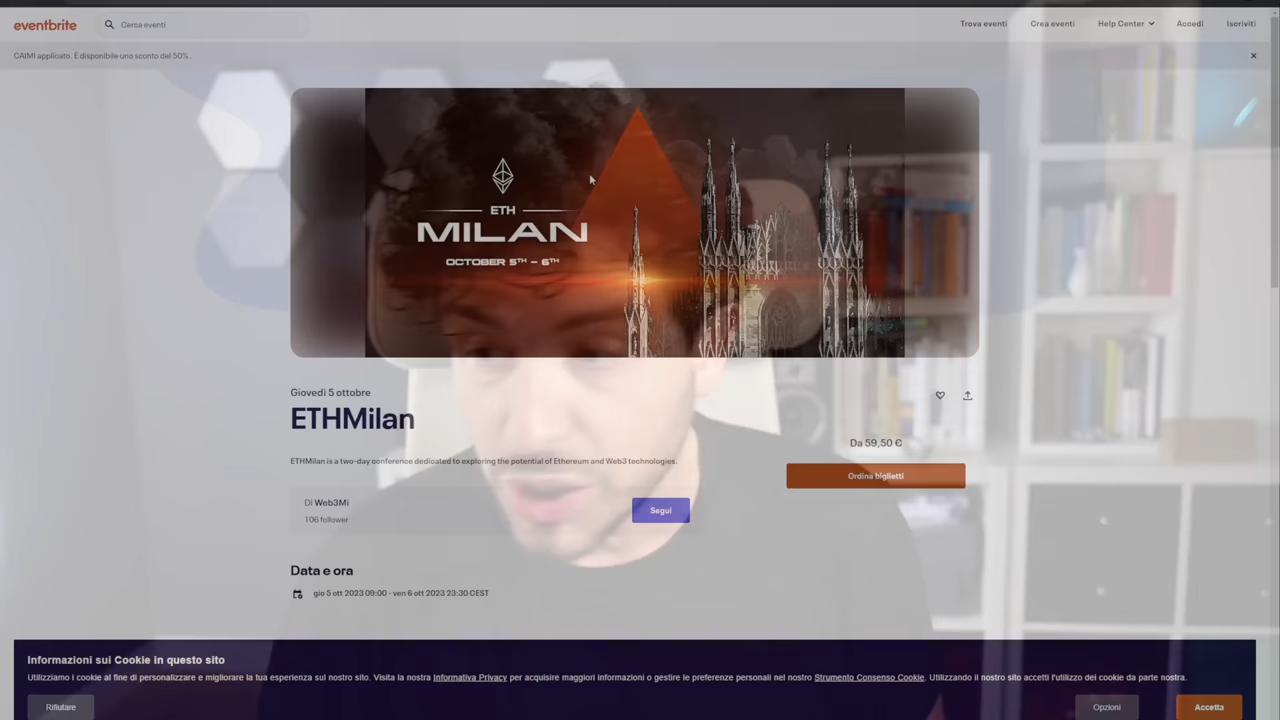 eventbrite
Cerca eventi
Trova eventi
Crea eventi
Help Center
Accedi
Iscriviti
CAIMI applicato. È disponibile uno sconto del 50% .
ETH
MILAN
OCTOBER 5TH – 6TH
Giovedì 5 ottobre
ETHMilan
Da 59,50 €
ETHMilan is a two-day conference dedicated to exploring the potential of Ethereum and Web3 technologies.
Ordina biglietti
Di Web3Mi
106 follower
Segui
Data e ora
gio 5 ott 2023 09:00 - ven 6 ott 2023 23:30 CEST
Informazioni sui Cookie in questo sito
Utilizziamo i cookie al fine di personalizzare e migliorare la tua esperienza sul nostro sito. Visita la nostra Informativa Privacy per acquisire maggiori informazioni o gestire le preferenze personali nel nostro Strumento Consenso Cookie. Utilizzando il nostro sito accetti l'utilizzo dei cookie da parte nostra.
Rifiutare
Opzioni
Accetta